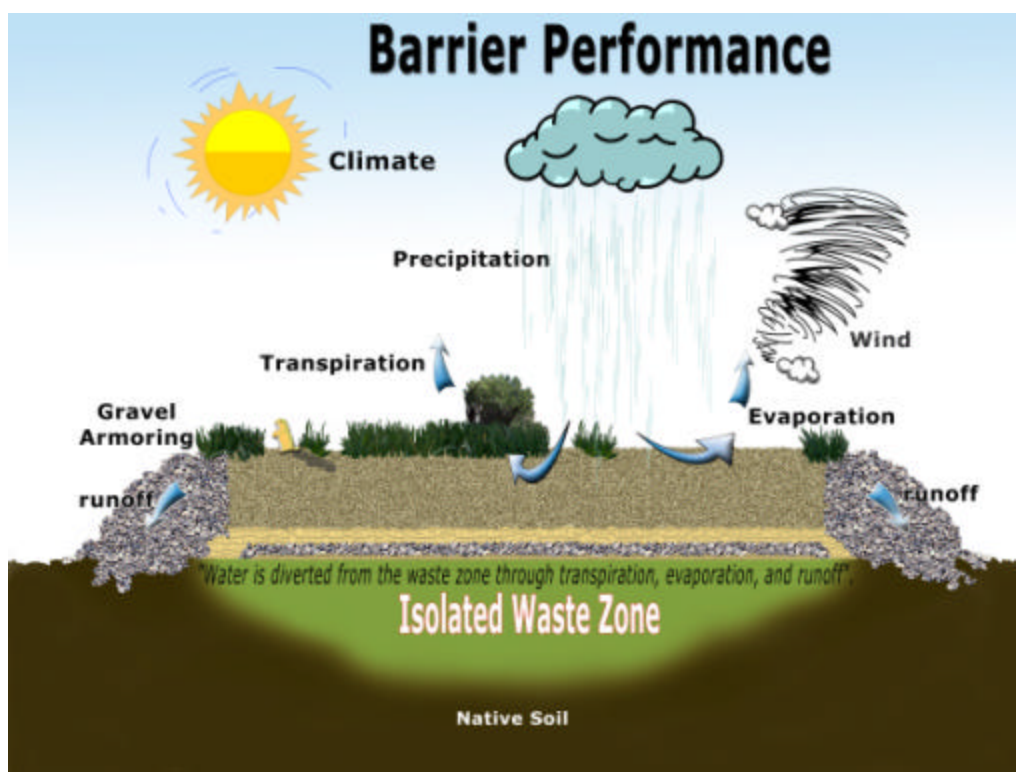 Barrier Performance
Climate
Precipitation
Wind
Transpiration
Evaporation
Gravel
Armoring
runoff
runoff
"Water is diverted from the waste zone through transpiration, evaporation, and runoff".
Isolated Waste Zone
Native Soil